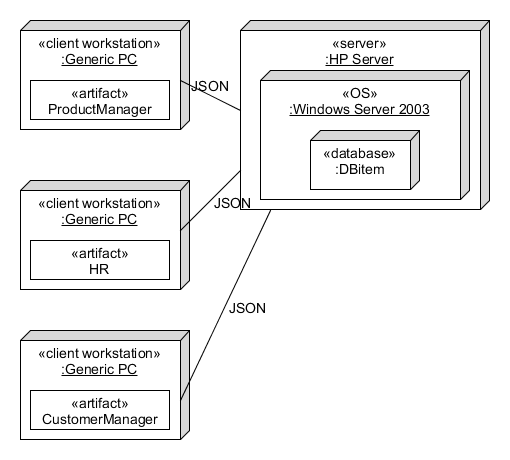 «client workstation»
:Generic PC
«artifact»
ProductManager
JSON
«server»
:HP Server
«OS»
:Windows Server 2003
«database»
:DBitem
«client workstation»
:Generic PC
«artifact»
HR
JSON
JSON
«client workstation»
:Generic PC
«artifact»
CustomerManager